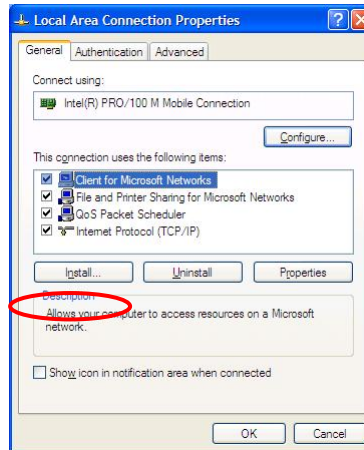 Local Area Connection Properties
General Authentication Advanced
Connect using:
Intel(R) PRO/100 M Mobile Connection
Configure...
This connection uses the following items:
Client for Microsoft Networks
File and Printer Sharing for Microsoft Networks
QoS Packet Scheduler
Internet Protocol (TCP/IP)
Install... Uninstall Properties
Description
Allows your computer to access resources on a Microsoft
network.
Show icon in notification area when connected
OK Cancel